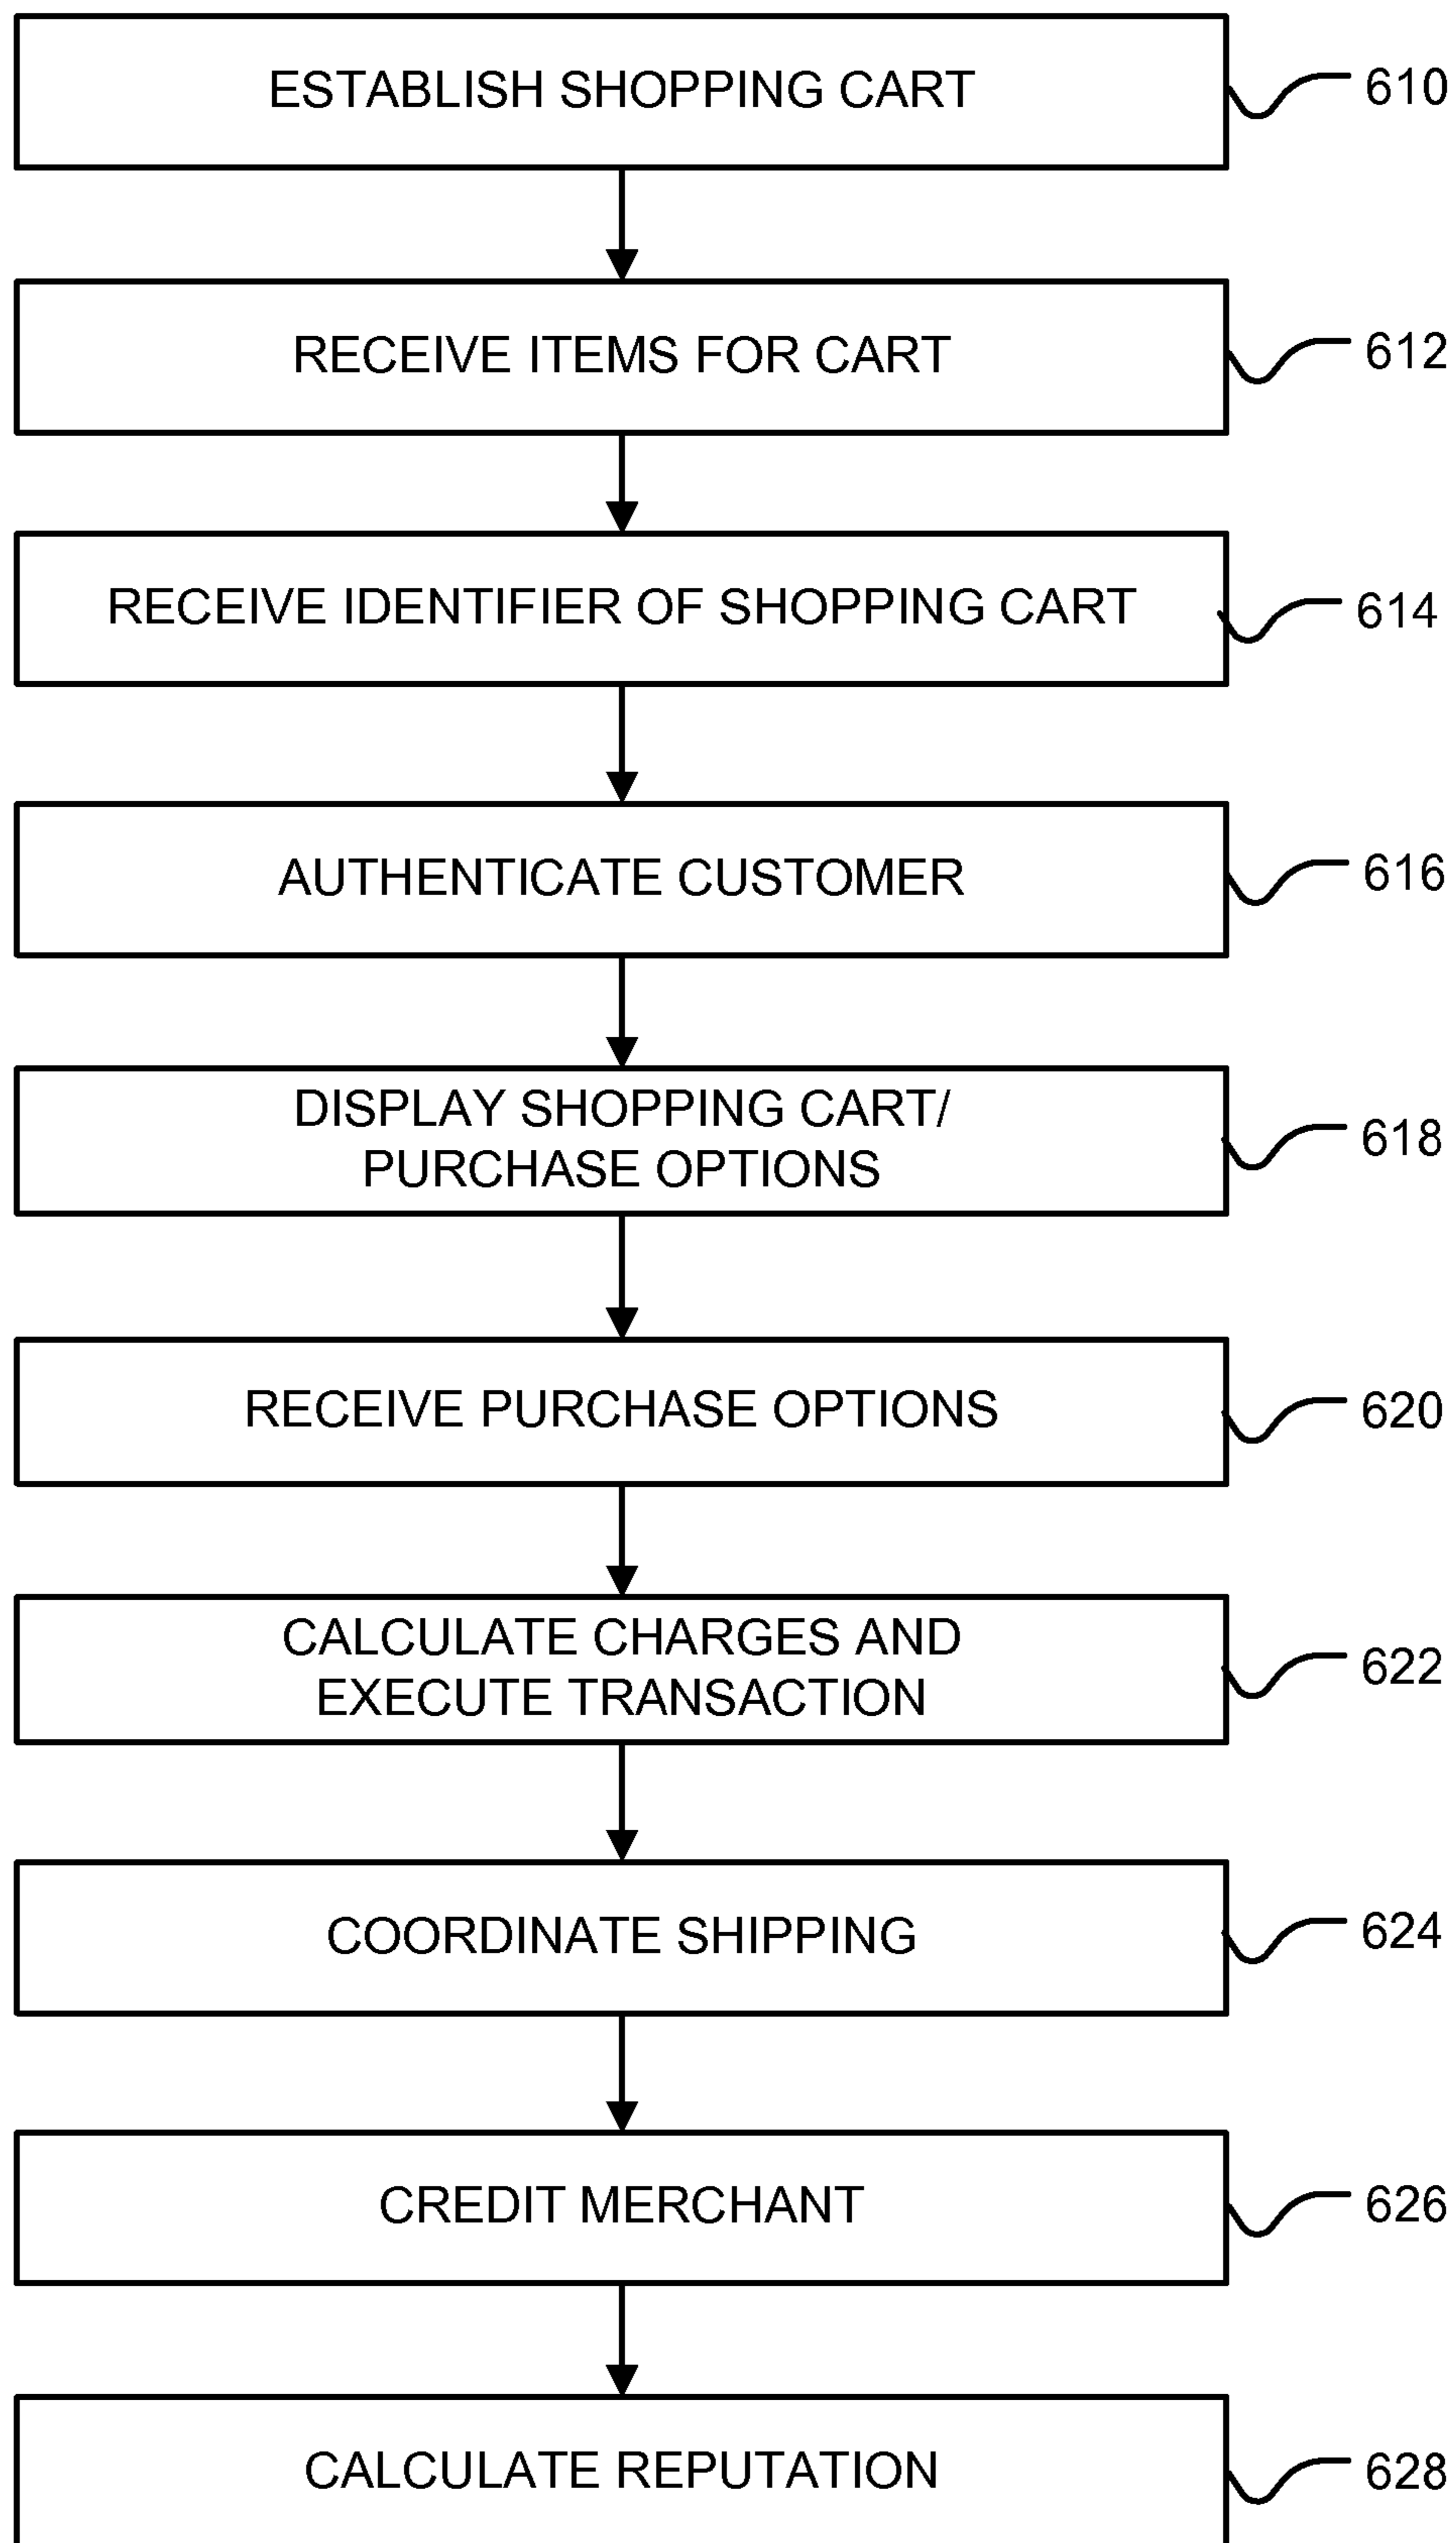 ESTABLISH SHOPPING CART
610
RECEIVE ITEMS FOR CART
612
RECEIVE IDENTIFIER OF SHOPPING CART
614
AUTHENTICATE CUSTOMER
616
DISPLAY SHOPPING CART/
PURCHASE OPTIONS
618
RECEIVE PURCHASE OPTIONS
620
CALCULATE CHARGES AND
EXECUTE TRANSACTION
622
COORDINATE SHIPPING
624
CREDIT MERCHANT
626
CALCULATE REPUTATION
628